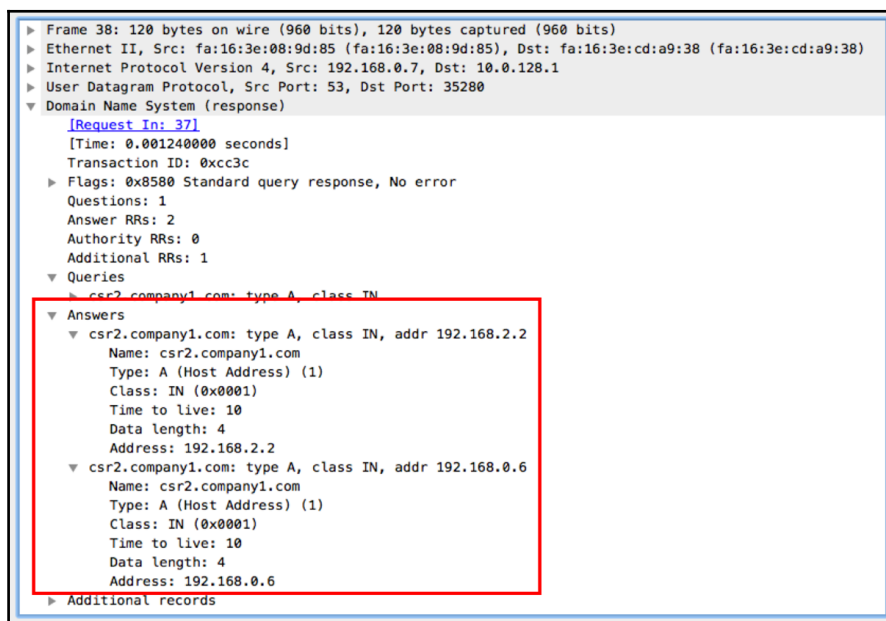 Frame 38: 120 bytes on wire (960 bits), 120 bytes captured (960 bits)
Ethernet II, Src: fa:16:3e:08:9d:85 (fa:16:3e:08:9d:85), Dst: fa:16:3e:cd:a9:38 (fa:16:3e:cd:a9:38)
Internet Protocol Version 4, Src: 192.168.0.7, Dst: 10.0.128.1
User Datagram Protocol, Src Port: 53, Dst Port: 35280
Domain Name System (response)
[Request In: 37]
[Time: 0.001240000 seconds]
Transaction ID: 0xcc3c
Flags: 0x8580 Standard query response, No error
Questions: 1
Answer RRs: 2
Authority RRs: 0
Additional RRs: 1
Queries
csr2.company1.com: type A, class IN
Answers
csr2.company1.com: type A, class IN, addr 192.168.2.2
Name: csr2.company1.com
Type: A (Host Address) (1)
Class: IN (0x0001)
Time to live: 10
Data length: 4
Address: 192.168.2.2
csr2.company1.com: type A, class IN, addr 192.168.0.6
Name: csr2.company1.com
Type: A (Host Address) (1)
Class: IN (0x0001)
Time to live: 10
Data length: 4
Address: 192.168.0.6
Additional records